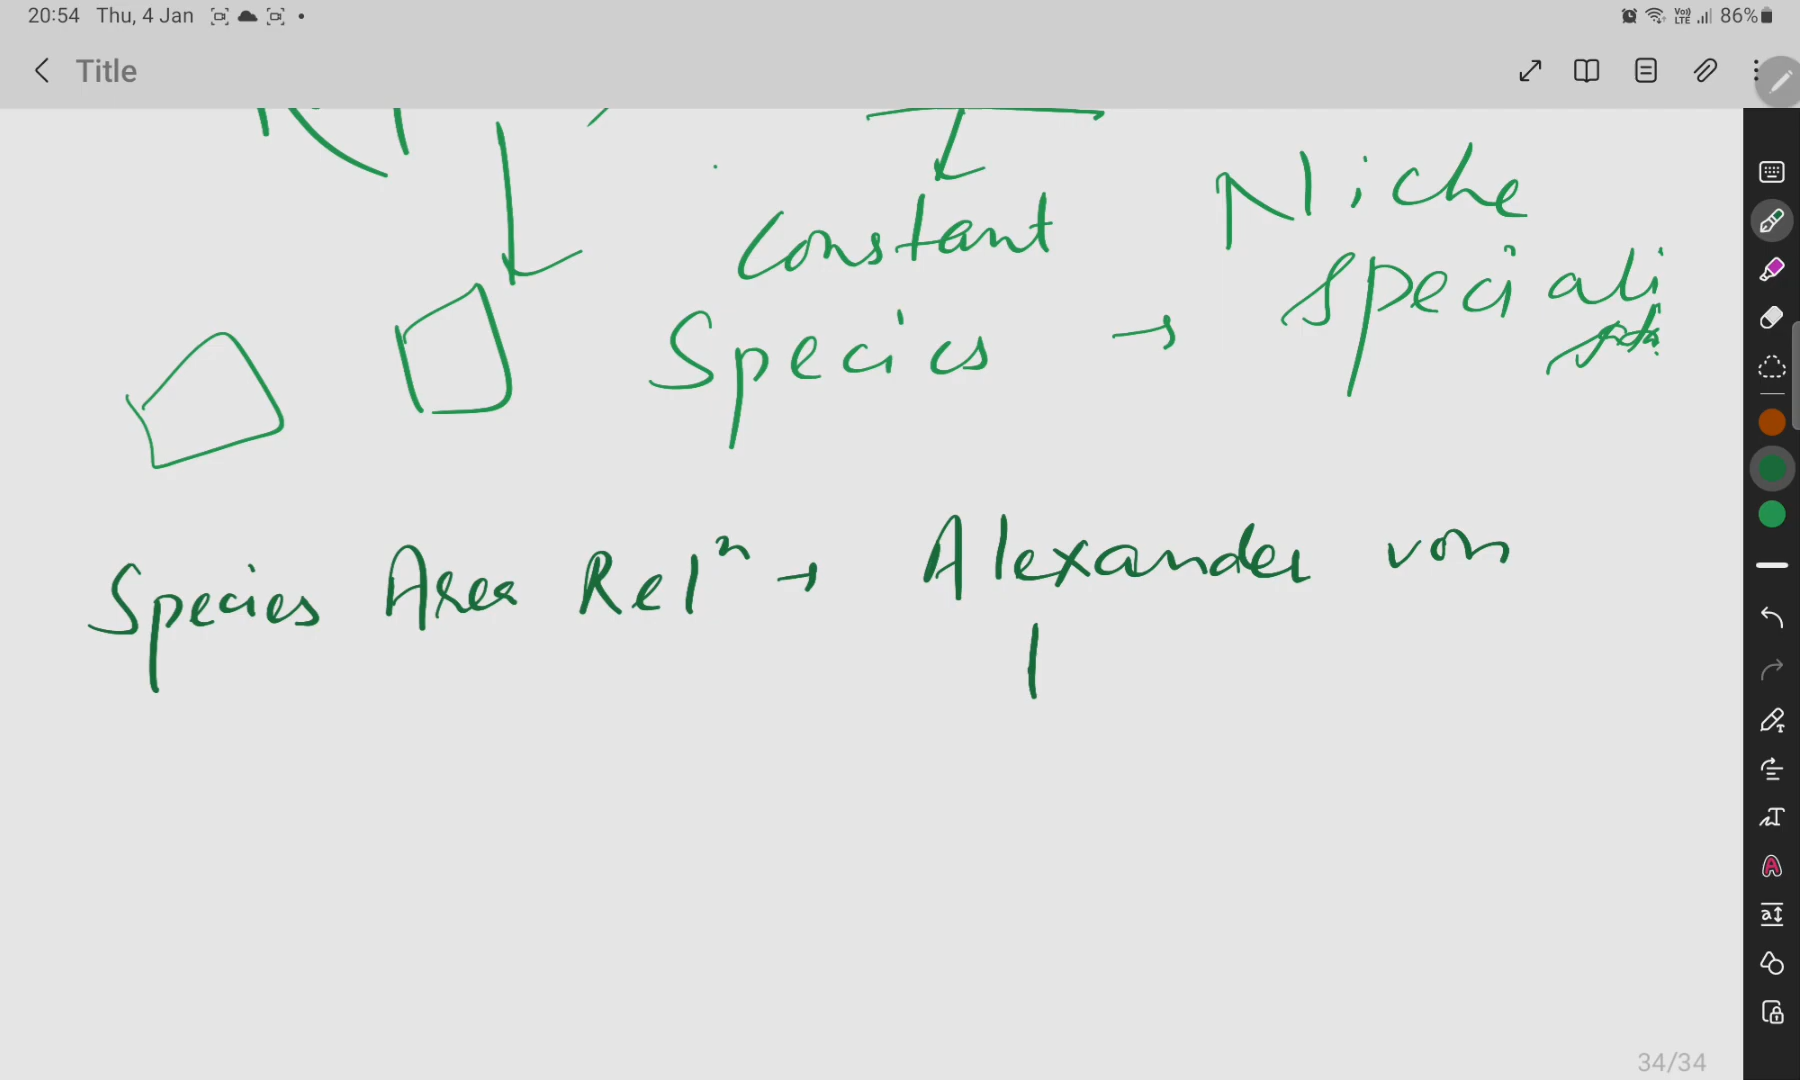 20:54 Thu, 4 Jan 86%
Title
Constant Niche
Species → Speciali
Species Area Relⁿ → Alexander von
34/34